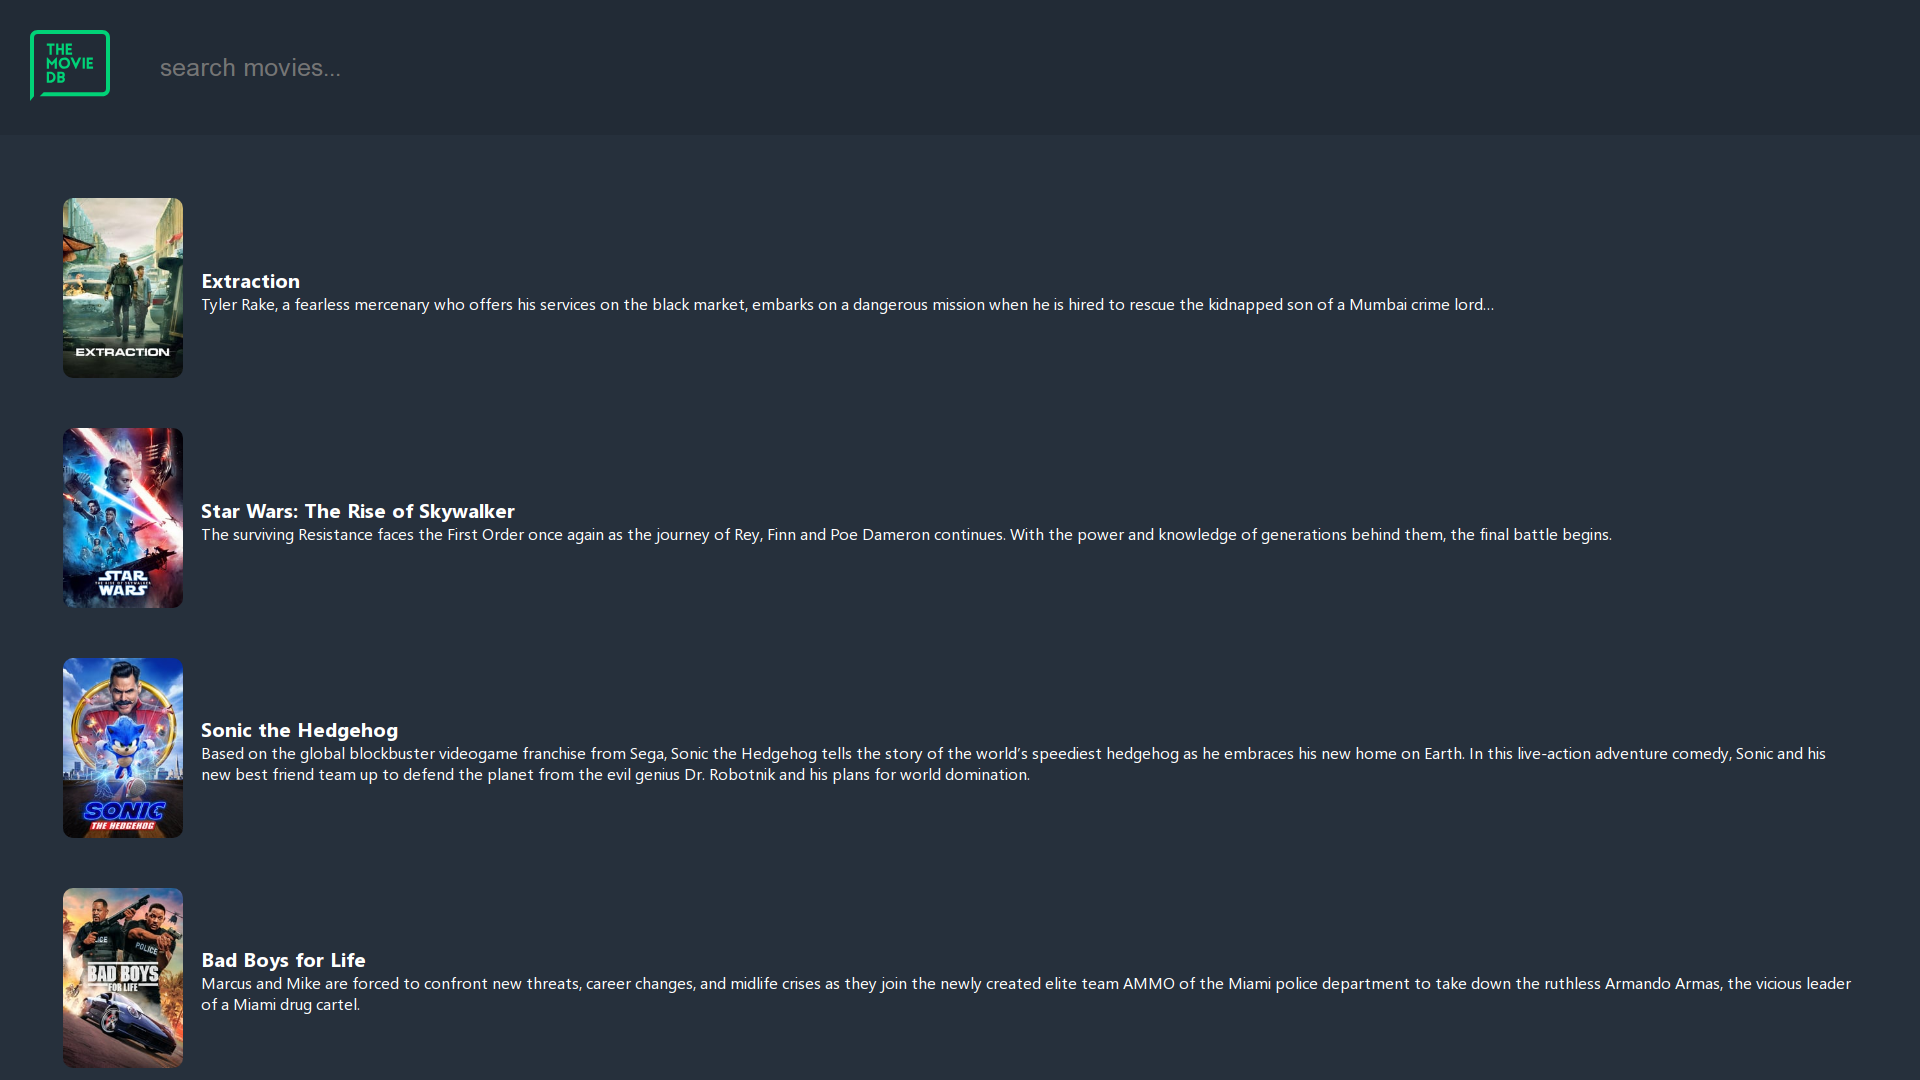 THE
MOVIE
DB
search movies...
EXTRACTION
Extraction
Tyler Rake, a fearless mercenary who offers his services on the black market, embarks on a dangerous mission when he is hired to rescue the kidnapped son of a Mumbai crime lord…
STAR
THE RISE OF SKYWALKER
WARS
Star Wars: The Rise of Skywalker
The surviving Resistance faces the First Order once again as the journey of Rey, Finn and Poe Dameron continues. With the power and knowledge of generations behind them, the final battle begins.
SONIC
THE HEDGEHOG
Sonic the Hedgehog
Based on the global blockbuster videogame franchise from Sega, Sonic the Hedgehog tells the story of the world’s speediest hedgehog as he embraces his new home on Earth. In this live-action adventure comedy, Sonic and his
new best friend team up to defend the planet from the evil genius Dr. Robotnik and his plans for world domination.
POLICE
BAD BOYS
FOR LIFE
Bad Boys for Life
Marcus and Mike are forced to confront new threats, career changes, and midlife crises as they join the newly created elite team AMMO of the Miami police department to take down the ruthless Armando Armas, the vicious leader
of a Miami drug cartel.